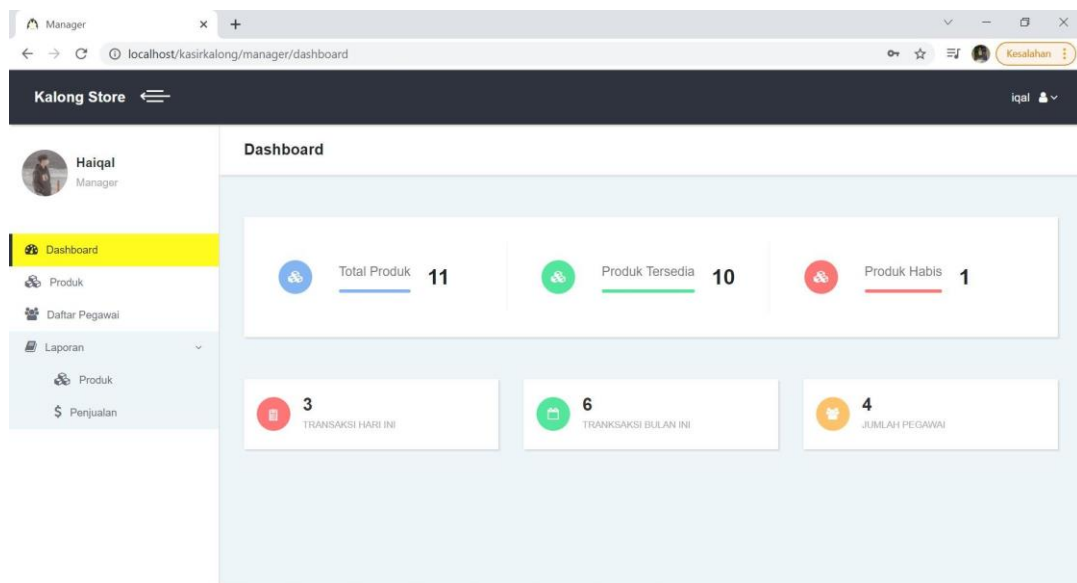 Manager
localhost/kasirkalong/manager/dashboard
Kesalahan
Kalong Store
iqal
Haiqal
Manager
Dashboard
Produk
Daftar Pegawai
Laporan
Produk
Penjualan
Dashboard
Total Produk 11
Produk Tersedia 10
Produk Habis 1
3
TRANSAKSI HARI INI
6
TRANKSAKSI BULAN INI
4
JUMLAH PEGAWAI